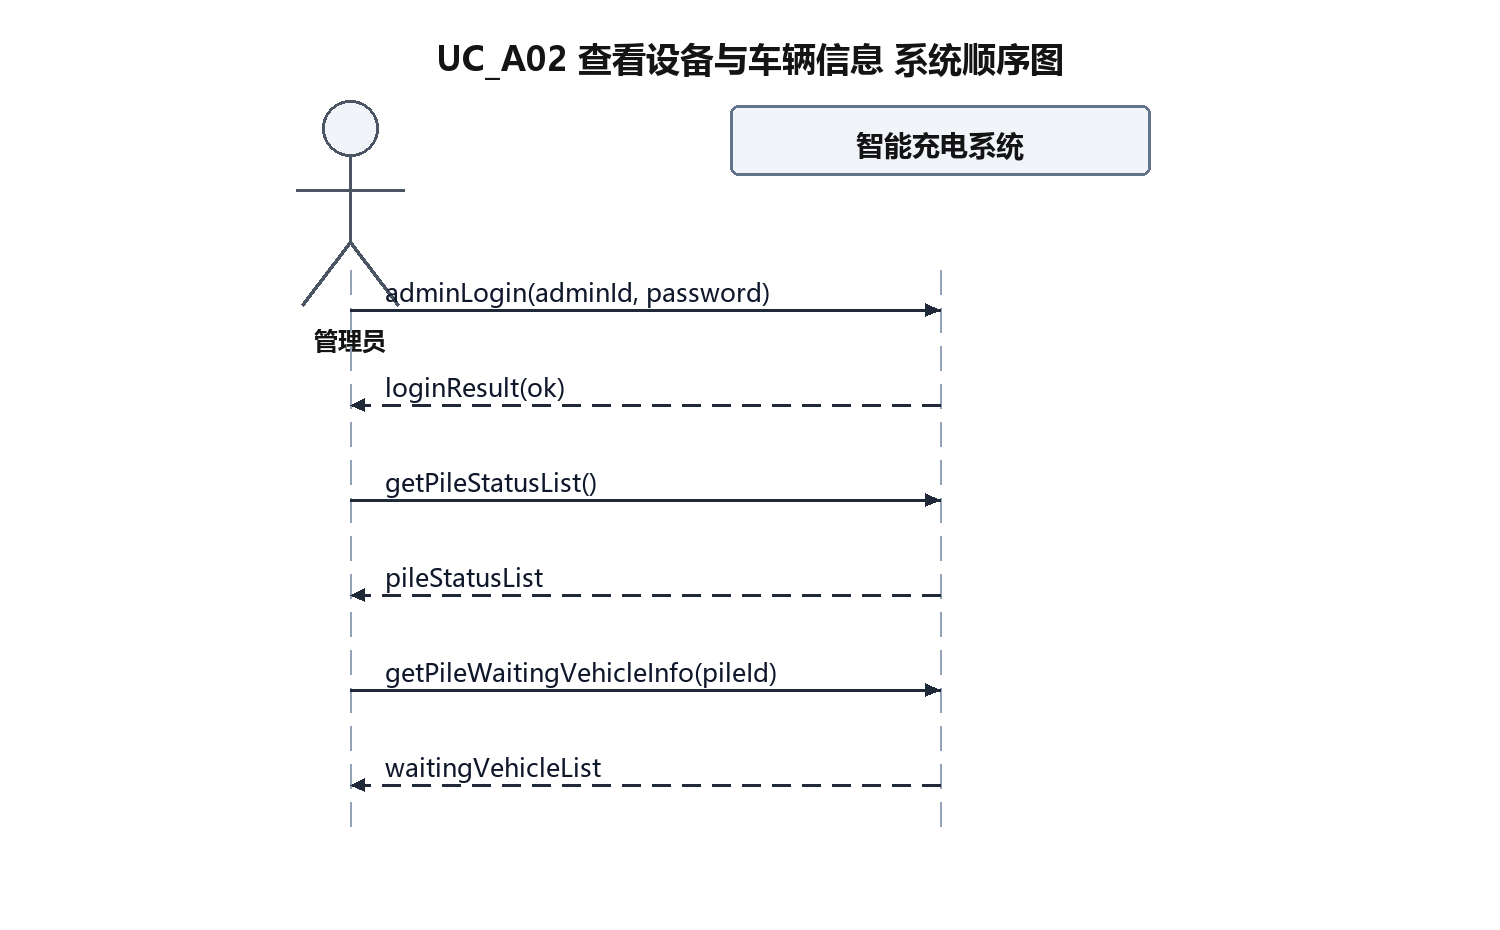 UC_A02 查看设备与车辆信息 系统顺序图
智能充电系统
adminLogin(adminId, password)
管理员
loginResult(ok)
getPileStatusList()
pileStatusList
getPileWaitingVehicleInfo(pileId)
waitingVehicleList